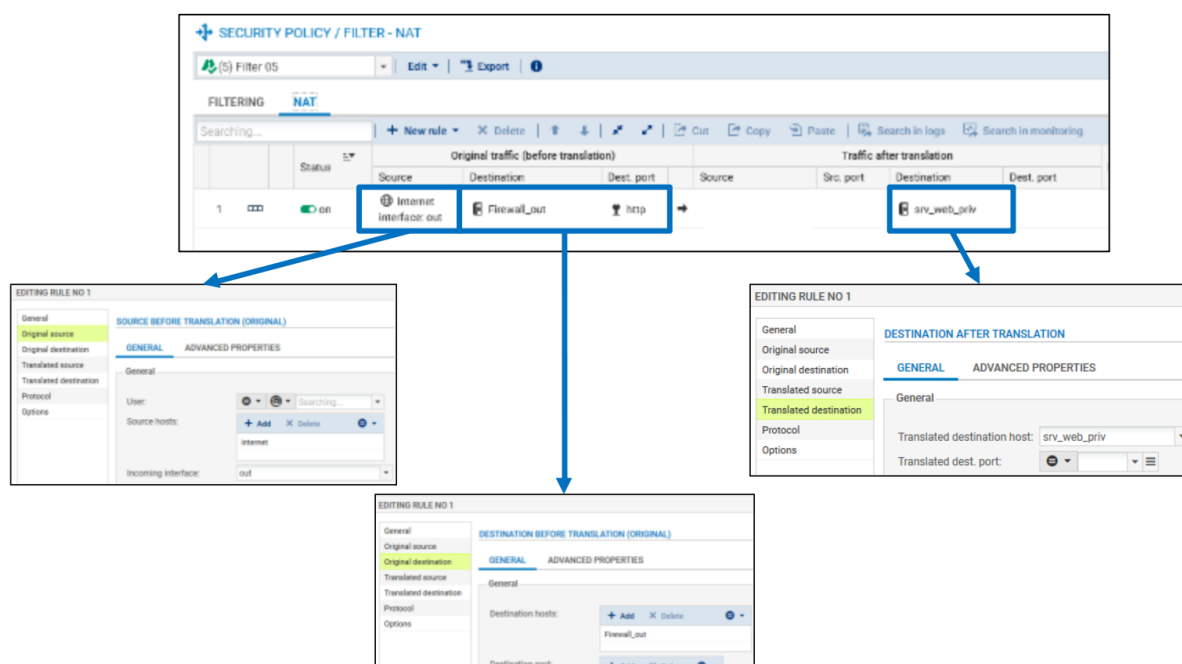 SECURITY POLICY / FILTER - NAT
(5) Filter 05 Edit Export
FILTERING NAT
Searching... + New rule × Delete Cut Copy Paste Search in logs Search in monitoring
Original traffic (before translation) Traffic after translation
Status Source Destination Dest. port Source Src. port Destination Dest. port
1 on Internet Firewall_out http srv_web_priv
interface: out
EDITING RULE NO 1
General
Original source
Original destination
Translated source
Translated destination
Protocol
Options
SOURCE BEFORE TRANSLATION (ORIGINAL)
GENERAL ADVANCED PROPERTIES
General
User: Searching...
Source hosts: + Add × Delete
Internet
Incoming interface: out
EDITING RULE NO 1
General
Original source
Original destination
Translated source
Translated destination
Protocol
Options
DESTINATION AFTER TRANSLATION
GENERAL ADVANCED PROPERTIES
General
Translated destination host: srv_web_priv
Translated dest. port:
EDITING RULE NO 1
General
Original source
Original destination
Translated source
Translated destination
Protocol
Options
DESTINATION BEFORE TRANSLATION (ORIGINAL)
GENERAL ADVANCED PROPERTIES
General
Destination hosts: + Add × Delete
Firewall_out
Destination port: